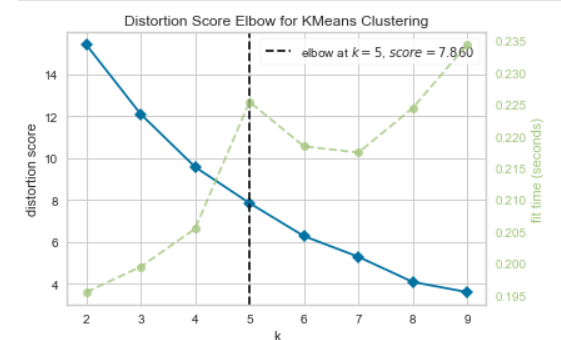 Distortion Score Elbow for KMeans Clustering
elbow at k = 5, score = 7.860
distortion score
14
12
10
8
6
4
0.235
0.230
0.225
0.220
0.215
0.210
0.205
0.200
0.195
fit time (seconds)
2 3 4 5 6 7 8 9
k